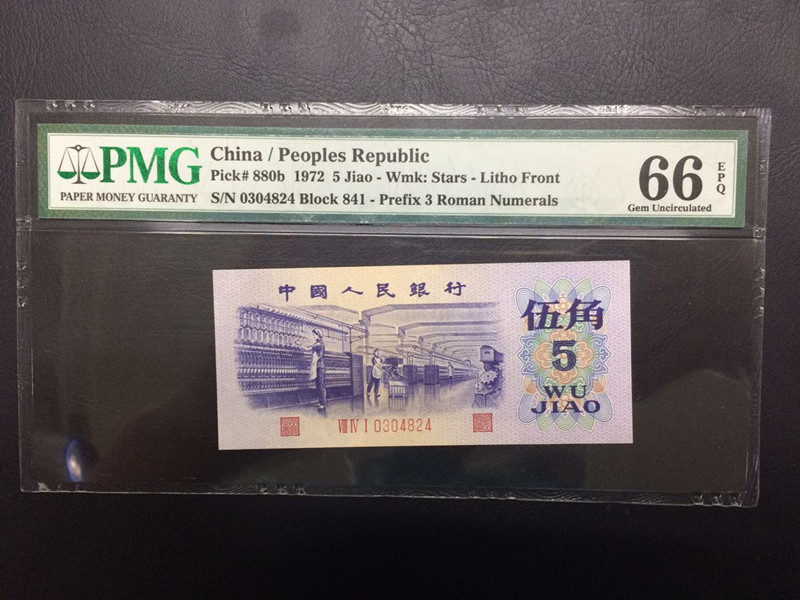 PMG
PAPER MONEY GUARANTY
China / Peoples Republic
Pick# 880b 1972 5 Jiao - Wmk: Stars - Litho Front
S/N 0304824 Block 841 - Prefix 3 Roman Numerals
66 EPQ
Gem Uncirculated
中國人民銀行
伍角
5
WU
JIAO
VIII IV I 0304824